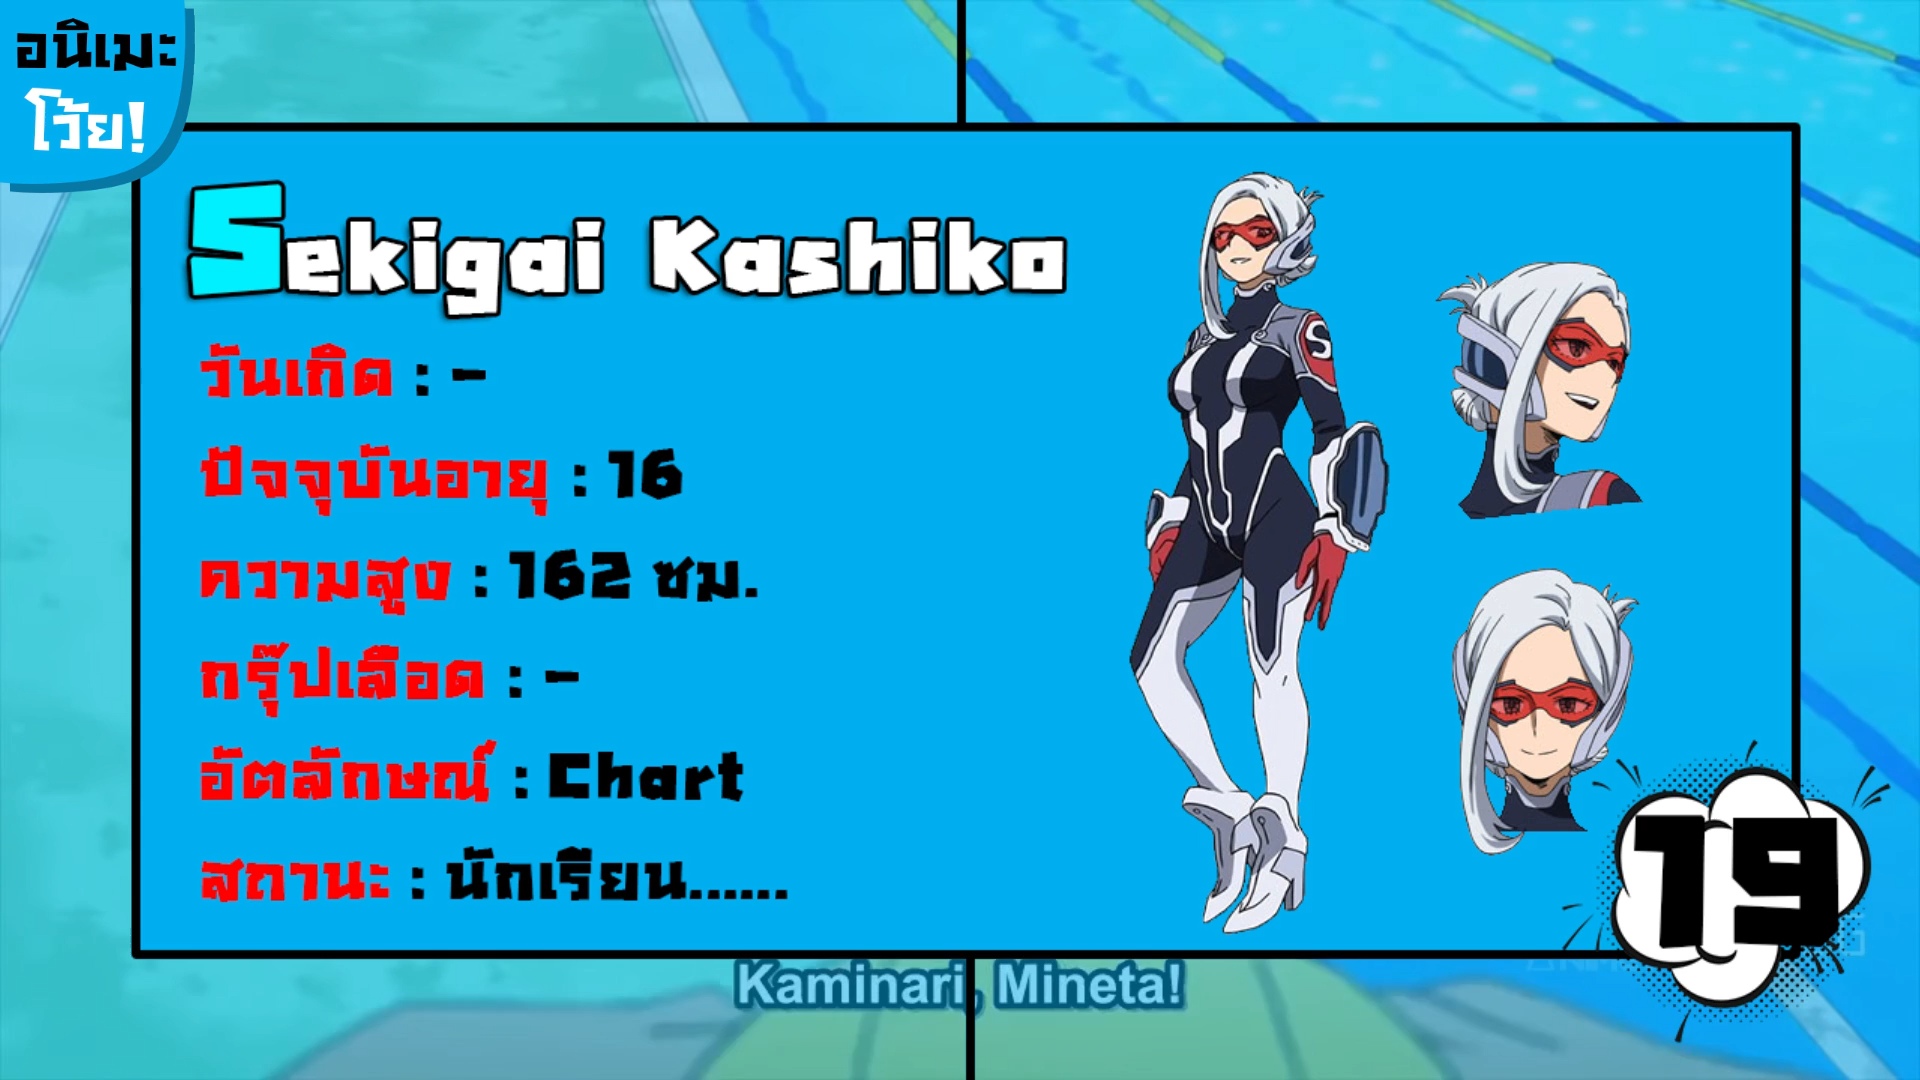 อนิเมะ
โว้ย!
Sekigai Kashiko
วันเกิด : -
ปัจจุบันอายุ : 16
ความสูง : 162 ซม.
กรุ๊ปเลือด : -
อัตลักษณ์ : Chart
สถานะ : นักเรียน......
S
19
Kaminari, Mineta!